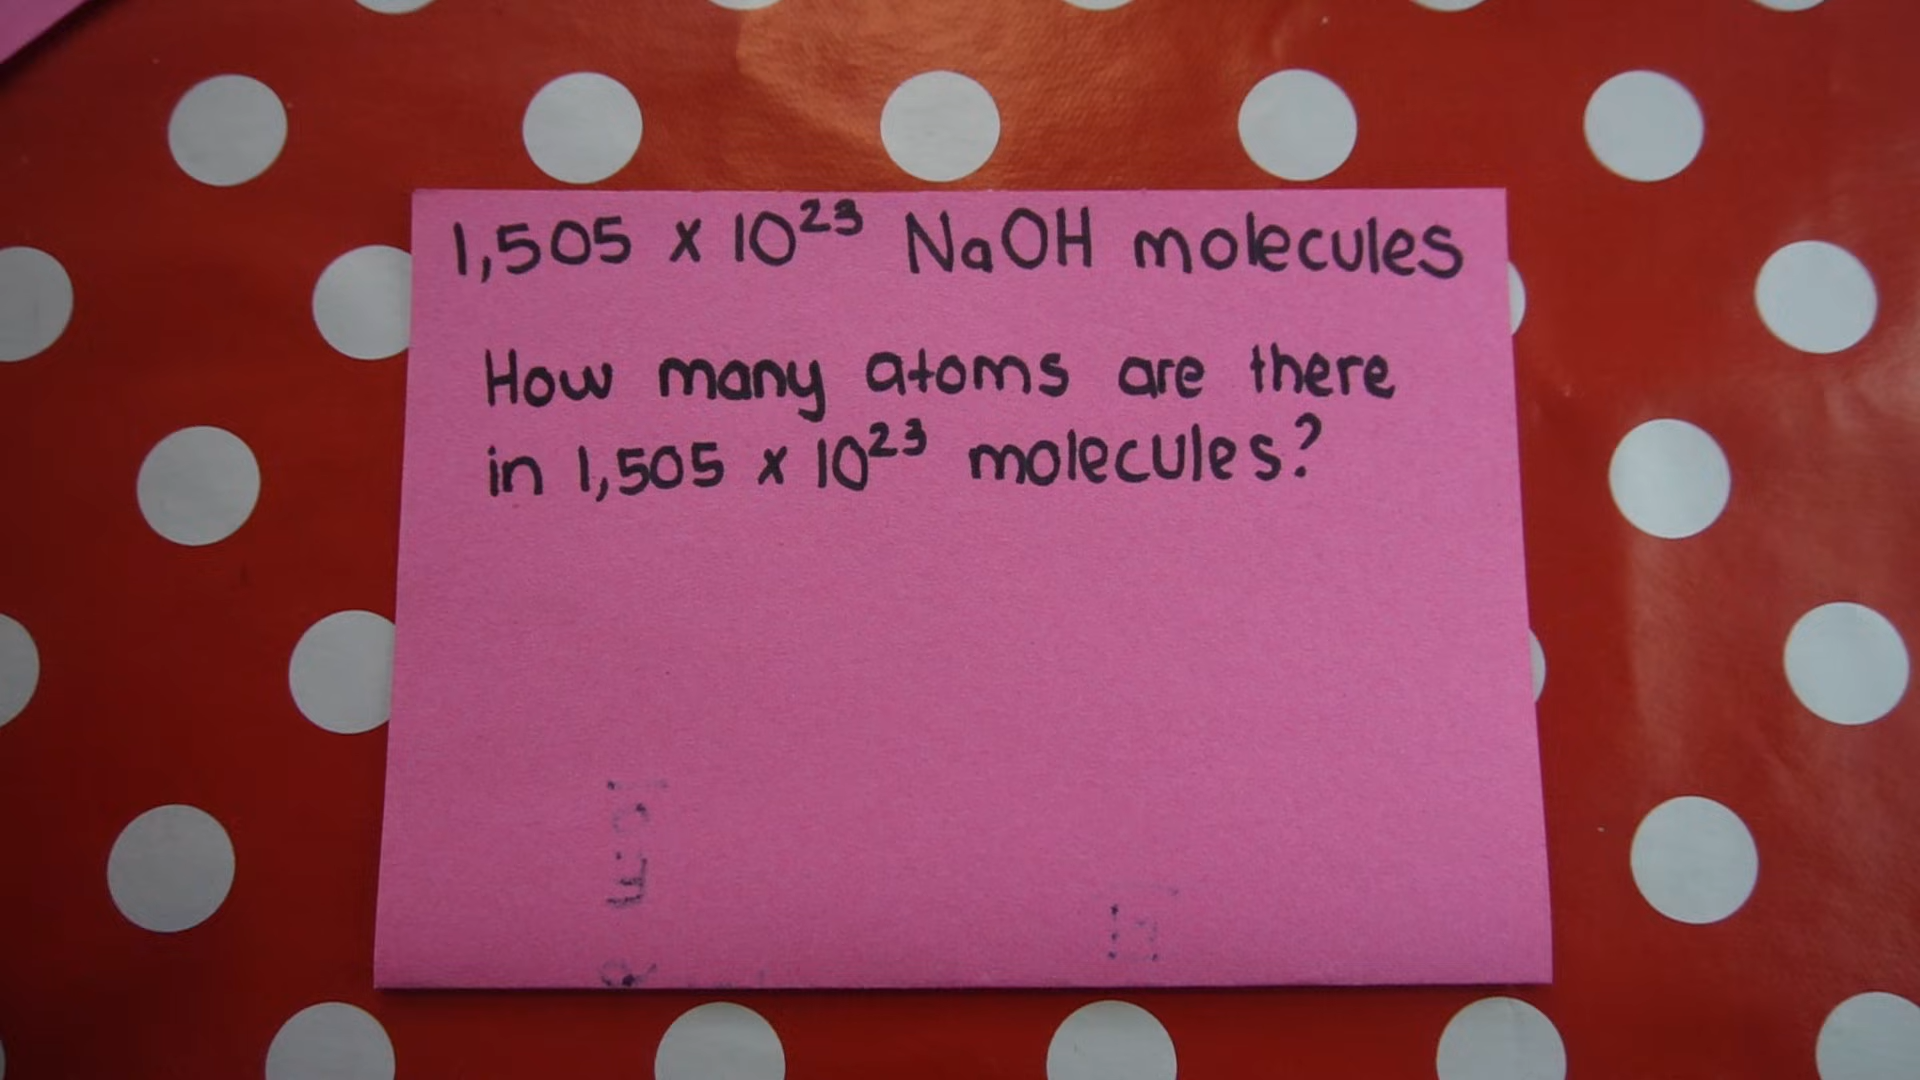 1,505 x 10²³ NaOH molecules
How many atoms are there
in 1,505 x 10²³ molecules?